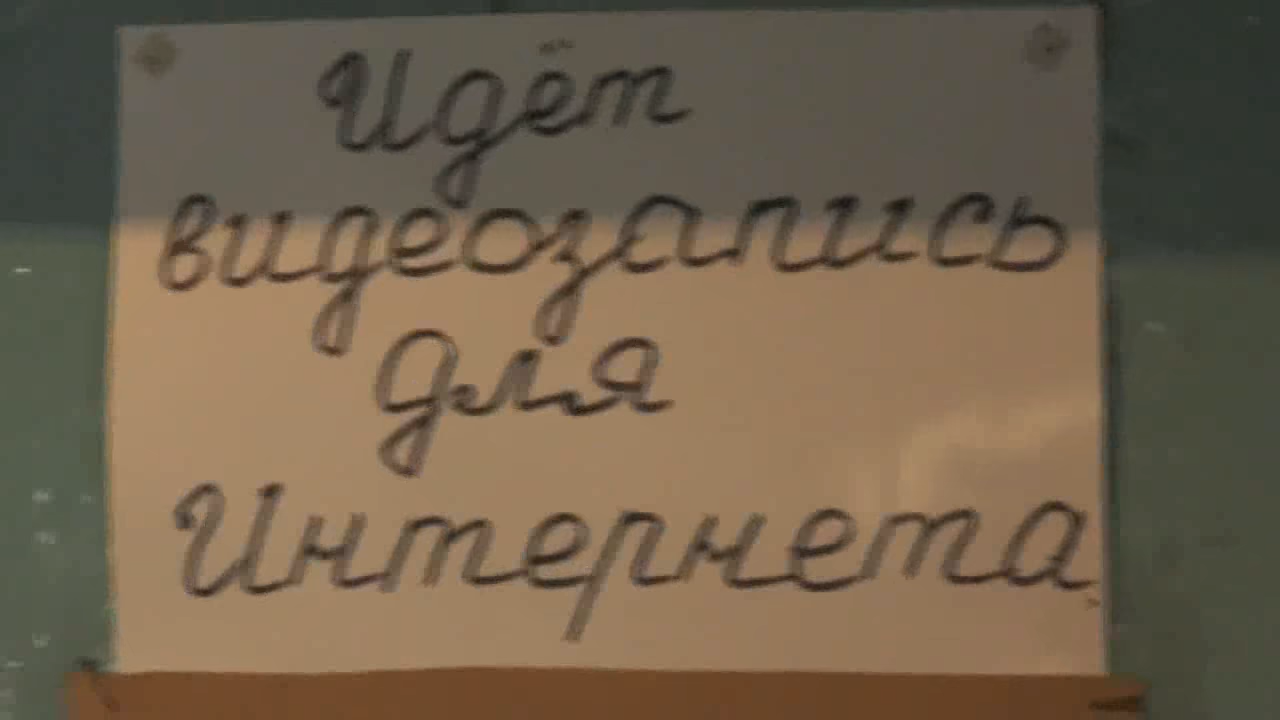 Идёт
видеозапись
для
Интернета